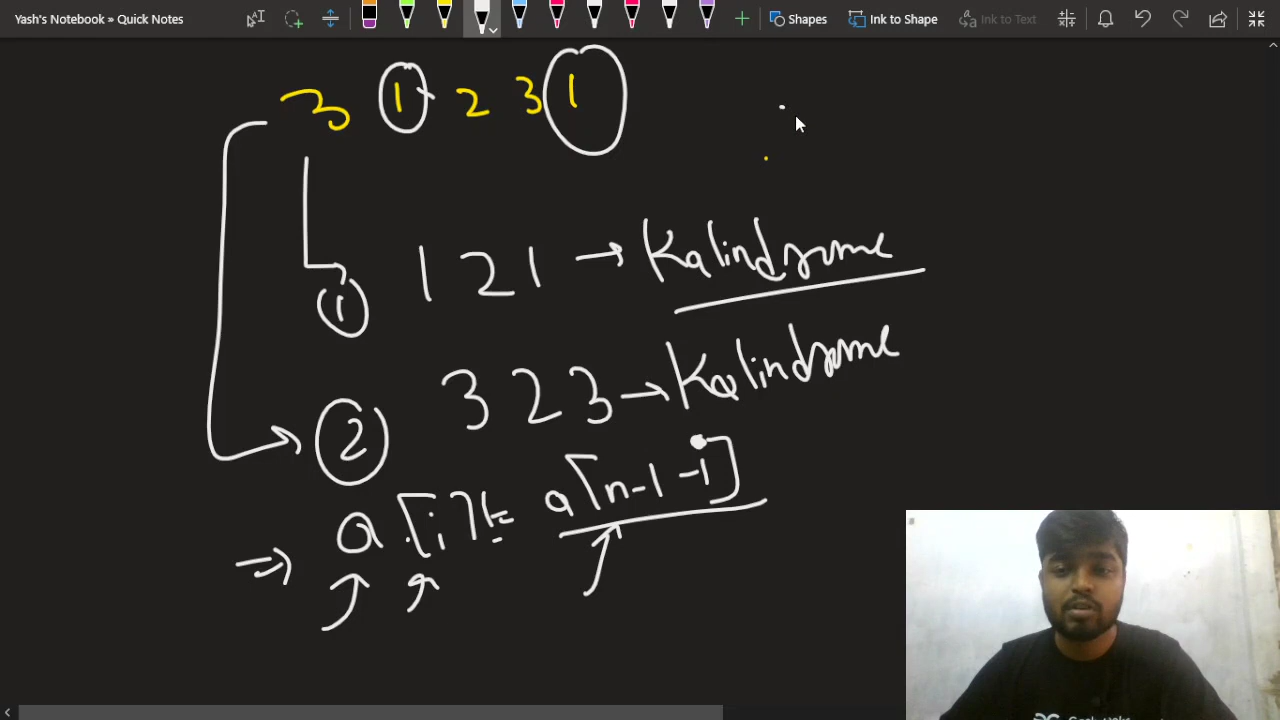 Yash's Notebook » Quick Notes
Shapes
Ink to Shape
Ink to Text
3 1 2 3 1
1 1 2 1 → Kalindrome
2 3 2 3 → Kalindrome
⇒ a[i] != a[n-1-i]